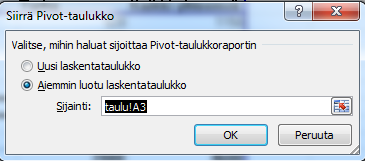 Siirrä Pivot-taulukko
Valitse, mihin haluat sijoittaa Pivot-taulukkoraportin
Uusi laskentataulukko
Aiemmin luotu laskentataulukko
Sijainti: taulu!A3
OK Peruuta